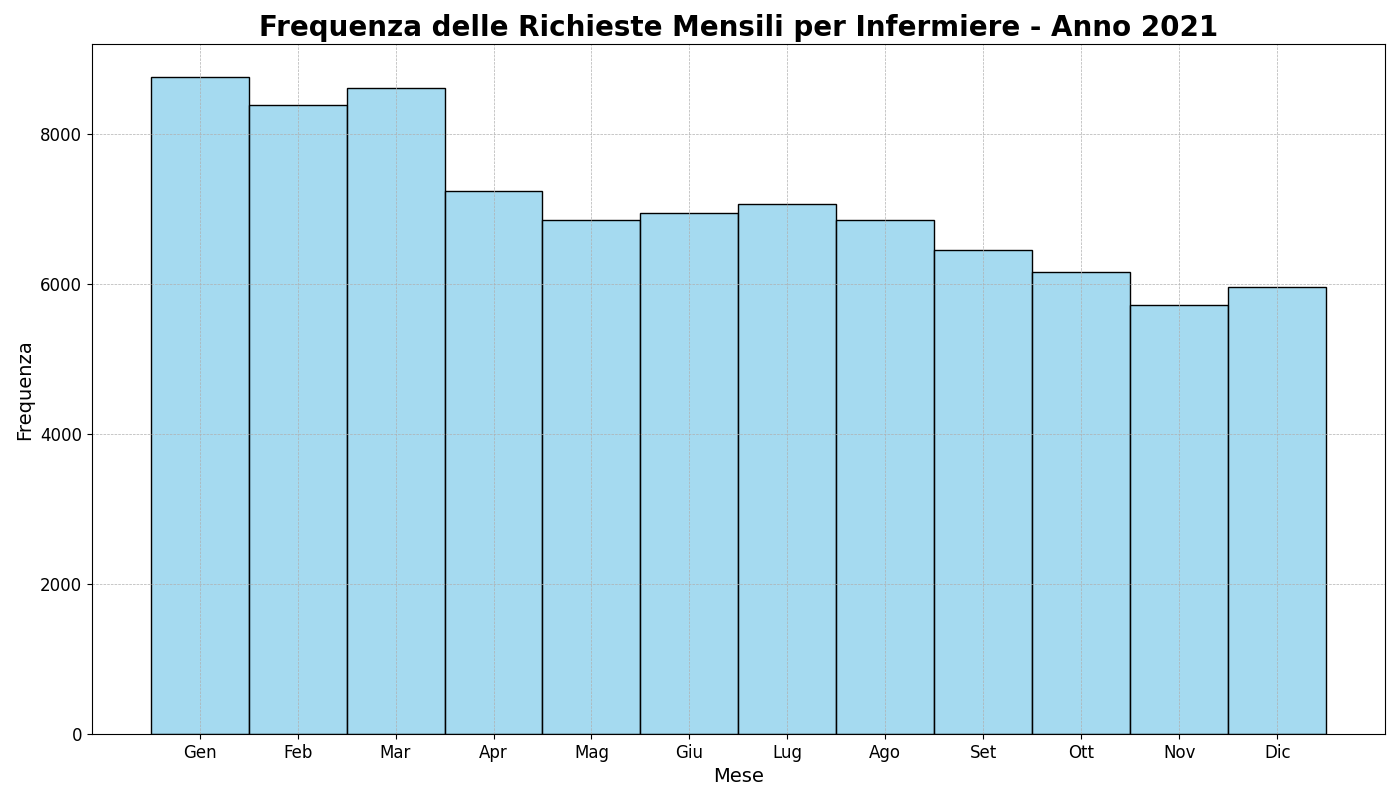 Frequenza delle Richieste Mensili per Infermiere - Anno 2021
Frequenza
8000
6000
4000
2000
0
Gen Feb Mar Apr Mag Giu Lug Ago Set Ott Nov Dic
Mese